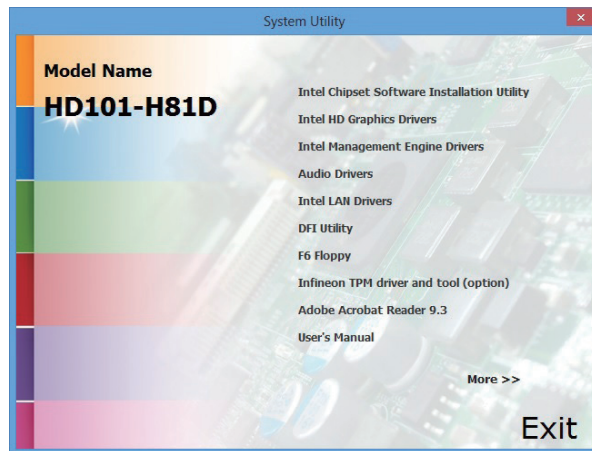 System Utility
Model Name
HD101-H81D
Intel Chipset Software Installation Utility
Intel HD Graphics Drivers
Intel Management Engine Drivers
Audio Drivers
Intel LAN Drivers
DFI Utility
F6 Floppy
Infineon TPM driver and tool (option)
Adobe Acrobat Reader 9.3
User's Manual
More >>
Exit